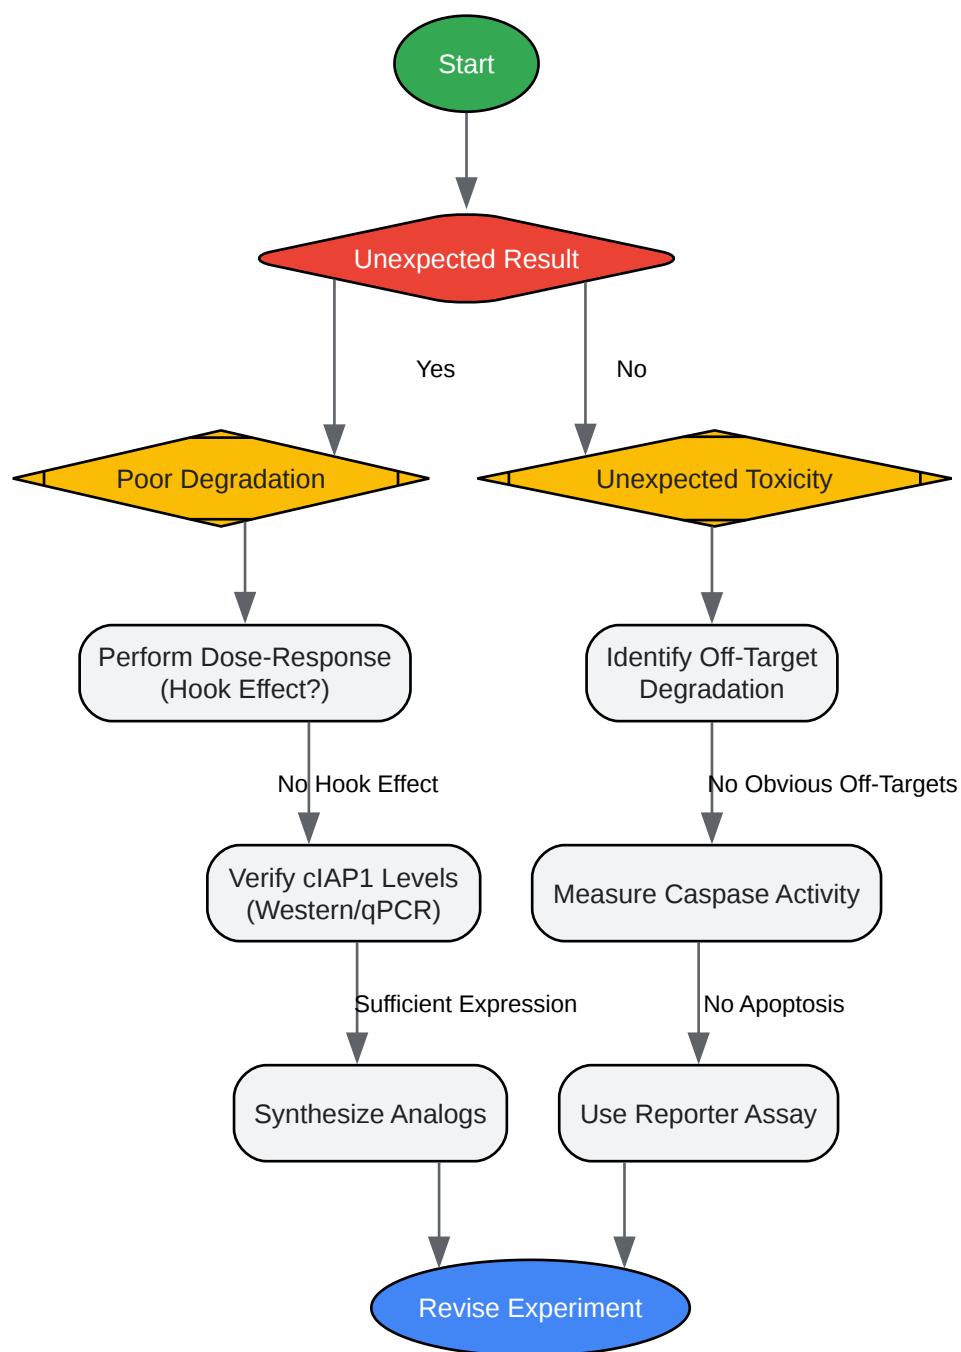 Start
Unexpected Result
Yes
No
Poor Degradation
Unexpected Toxicity
Perform Dose-Response
(Hook Effect?)
Identify Off-Target
Degradation
No Hook Effect
No Obvious Off-Targets
Verify cIAP1 Levels
(Western/qPCR)
Measure Caspase Activity
Sufficient Expression
No Apoptosis
Synthesize Analogs
Use Reporter Assay
Revise Experiment